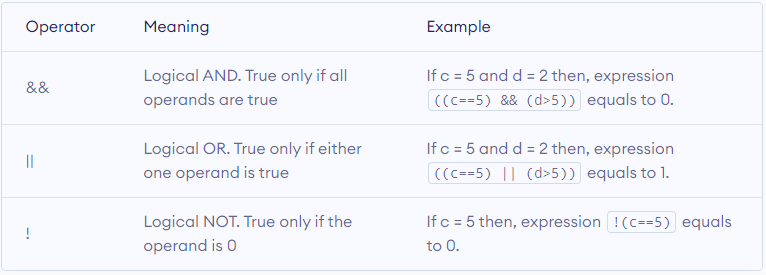 Operator Meaning Example
&& Logical AND. True only if all operands are true If c = 5 and d = 2 then, expression ((c==5) && (d>5)) equals to 0.
|| Logical OR. True only if either one operand is true If c = 5 and d = 2 then, expression ((c==5) || (d>5)) equals to 1.
! Logical NOT. True only if the operand is 0 If c = 5 then, expression !(c==5) equals to 0.